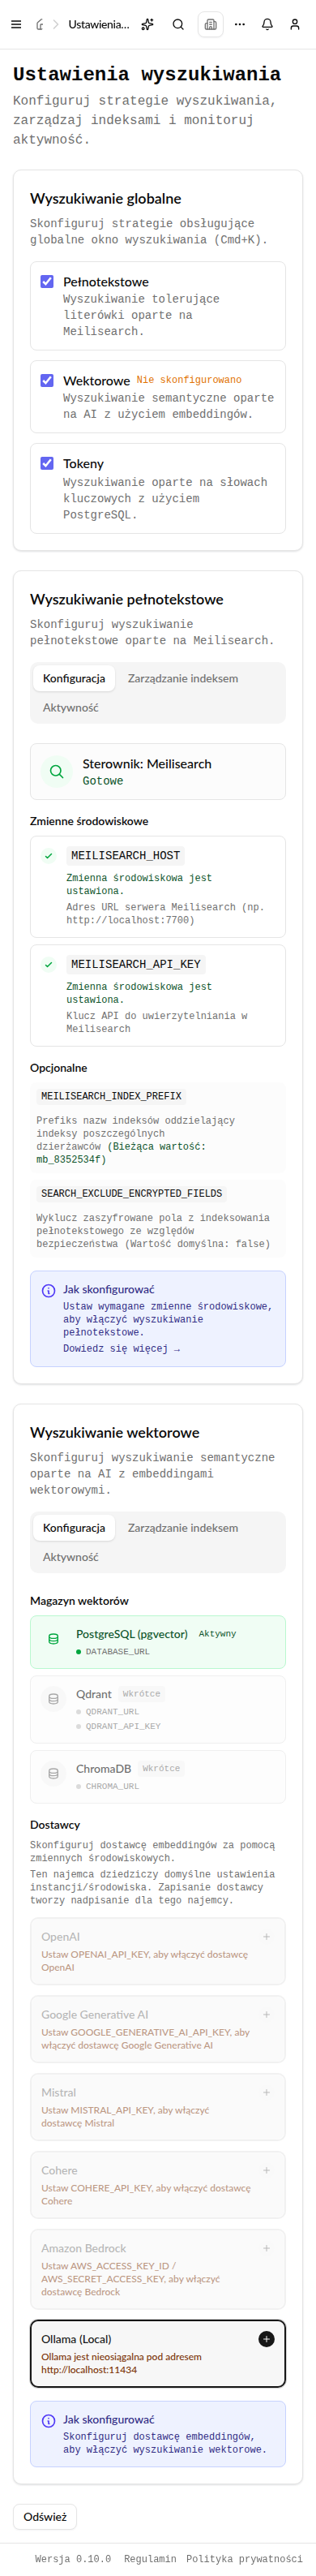 Ustawienia...
Ustawienia wyszukiwania
Konfiguruj strategie wyszukiwania,
zarządzaj indeksami i monitoruj
aktywność.
Wyszukiwanie globalne
Skonfiguruj strategie obsługujące
globalne okno wyszukiwania (Cmd+K).
Pełnotekstowe
Wyszukiwanie tolerujące
literówki oparte na
Meilisearch.
Wektorowe Nie skonfigurowano
Wyszukiwanie semantyczne oparte
na AI z użyciem embeddingów.
Tokeny
Wyszukiwanie oparte na słowach
kluczowych z użyciem
PostgreSQL.
Wyszukiwanie pełnotekstowe
Skonfiguruj wyszukiwanie
pełnotekstowe oparte na Meilisearch.
Konfiguracja Zarządzanie indeksem
Aktywność
Sterownik: Meilisearch
Gotowe
Zmienne środowiskowe
MEILISEARCH_HOST
Zmienna środowiskowa jest
ustawiona.
Adres URL serwera Meilisearch (np.
http://localhost:7700)
MEILISEARCH_API_KEY
Zmienna środowiskowa jest
ustawiona.
Klucz API do uwierzytelniania w
Meilisearch
Opcjonalne
MEILISEARCH_INDEX_PREFIX
Prefiks nazw indeksów oddzielający
indeksy poszczególnych
dzierżawców (Bieżąca wartość:
mb_8352534f)
SEARCH_EXCLUDE_ENCRYPTED_FIELDS
Wyklucz zaszyfrowane pola z indeksowania
pełnotekstowego ze względów
bezpieczeństwa (Wartość domyślna: false)
Jak skonfigurować
Ustaw wymagane zmienne środowiskowe,
aby włączyć wyszukiwanie
pełnotekstowe.
Dowiedz się więcej →
Wyszukiwanie wektorowe
Skonfiguruj wyszukiwanie semantyczne
oparte na AI z embeddingami
wektorowymi.
Konfiguracja Zarządzanie indeksem
Aktywność
Magazyn wektorów
PostgreSQL (pgvector) Aktywny
DATABASE_URL
Qdrant Wkrótce
QDRANT_URL
QDRANT_API_KEY
ChromaDB Wkrótce
CHROMA_URL
Dostawcy
Skonfiguruj dostawcę embeddingów za pomocą
zmiennych środowiskowych.
Ten najemca dziedziczy domyślne ustawienia
instancji/środowiska. Zapisanie dostawcy
tworzy nadpisanie dla tego najemcy.
OpenAI
Ustaw OPENAI_API_KEY, aby włączyć dostawcę
OpenAI
Google Generative AI
Ustaw GOOGLE_GENERATIVE_AI_API_KEY, aby
włączyć dostawcę Google Generative AI
Mistral
Ustaw MISTRAL_API_KEY, aby włączyć
dostawcę Mistral
Cohere
Ustaw COHERE_API_KEY, aby włączyć dostawcę
Cohere
Amazon Bedrock
Ustaw AWS_ACCESS_KEY_ID /
AWS_SECRET_ACCESS_KEY, aby włączyć
dostawcę Bedrock
Ollama (Local)
Ollama jest nieosiągalna pod adresem
http://localhost:11434
Jak skonfigurować
Skonfiguruj dostawcę embeddingów,
aby włączyć wyszukiwanie wektorowe.
Odśwież
Wersja 0.10.0 Regulamin Polityka prywatności